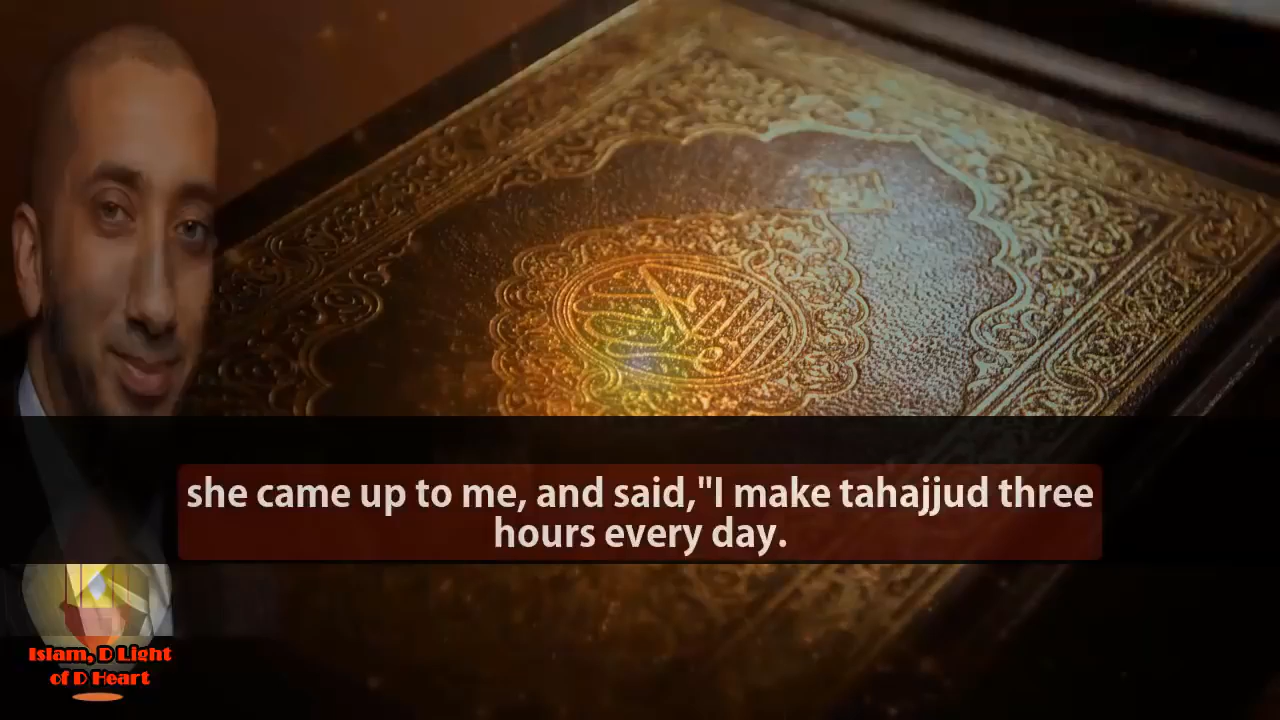 she came up to me, and said,"I make tahajjud three
hours every day.
Islam, D Light
of D Heart